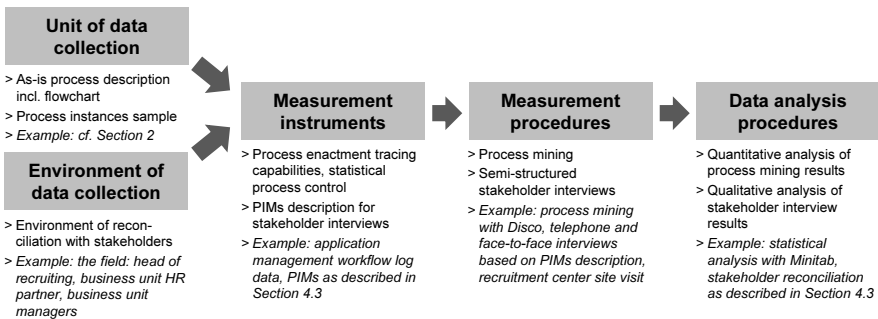 Unit of data
collection
> As-is process description
incl. flowchart
> Process instances sample
> Example: cf. Section 2
Environment of
data collection
> Environment of recon-
ciliation with stakeholders
> Example: the field: head of
recruiting, business unit HR
partner, business unit
managers
Measurement
instruments
> Process enactment tracing
capabilities, statistical
process control
> PIMs description for
stakeholder interviews
> Example: application
management workflow log
data, PIMs as described in
Section 4.3
Measurement
procedures
> Process mining
> Semi-structured
stakeholder interviews
> Example: process mining
with Disco, telephone and
face-to-face interviews
based on PIMs description,
recruitment center site visit
Data analysis
procedures
> Quantitative analysis of
process mining results
> Qualitative analysis of
stakeholder interview
results
> Example: statistical
analysis with Minitab,
stakeholder reconciliation
as described in Section 4.3